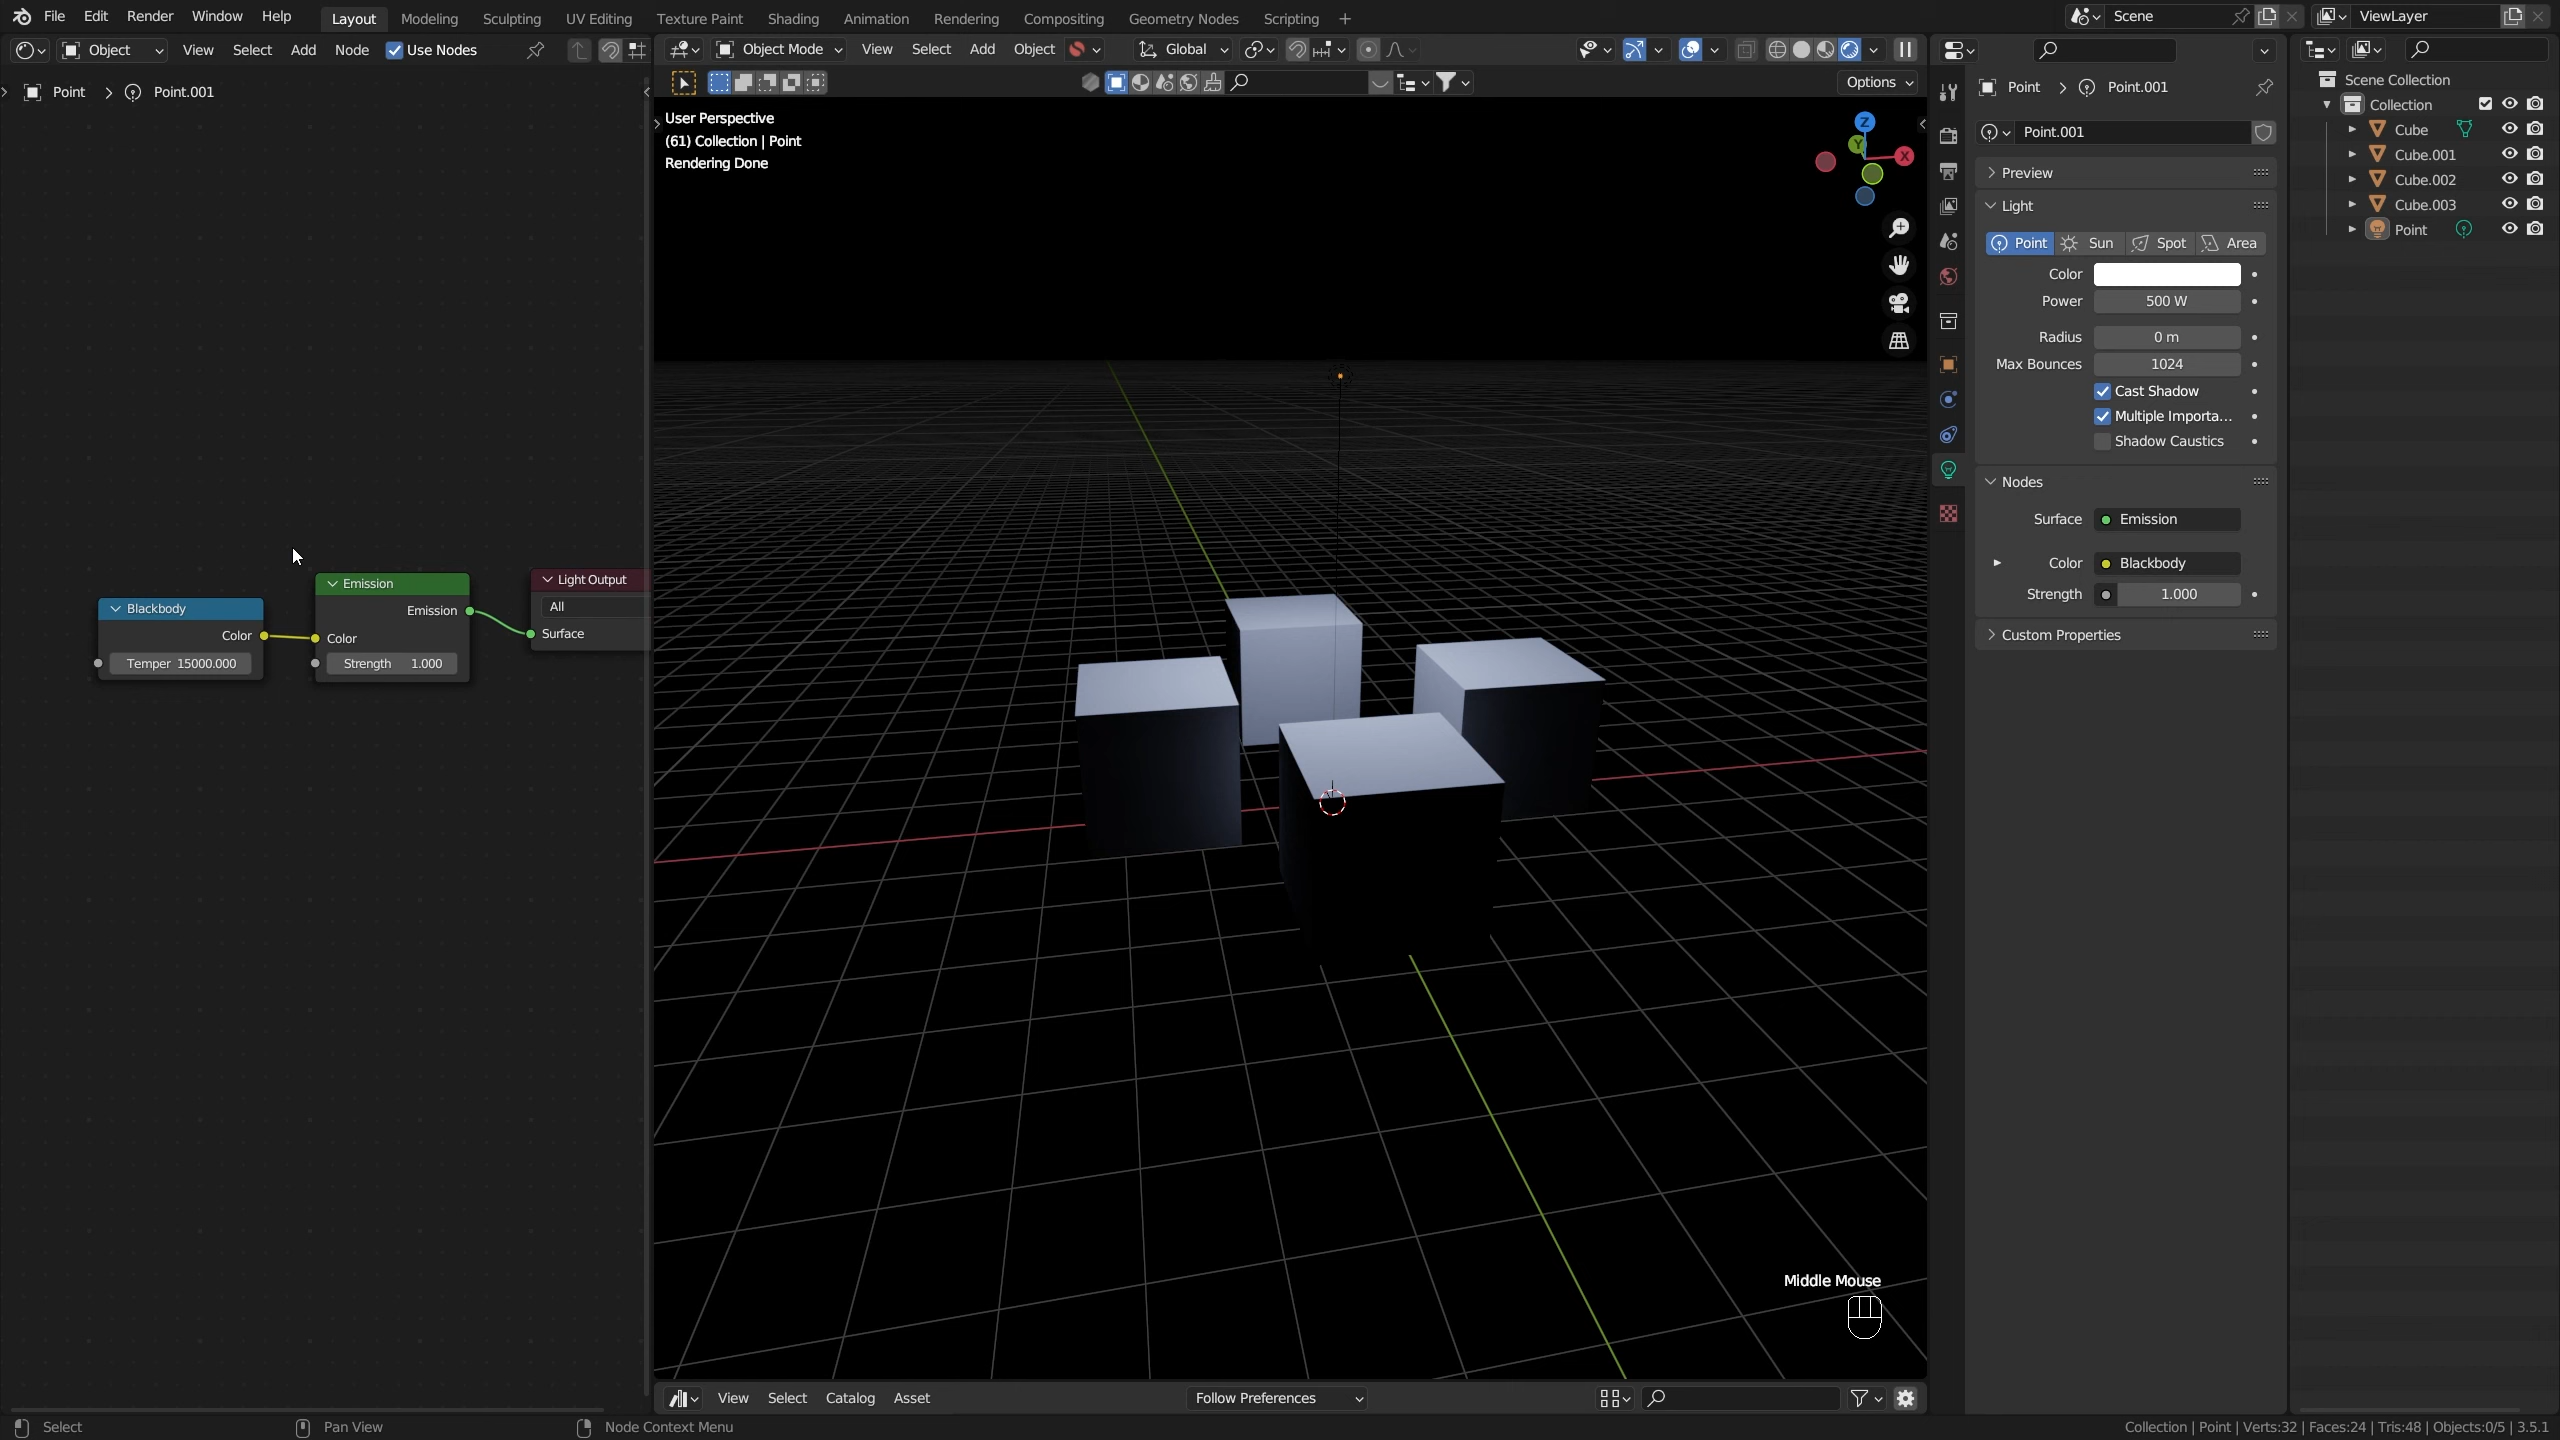 File Edit Render Window Help Layout Modeling Sculpting UV Editing Texture Paint Shading Animation Rendering Compositing Geometry Nodes Scripting + Scene ViewLayer
Object View Select Add Node Use Nodes
Object Mode View Select Add Object Global
Options
Point > Point.001
User Perspective
(61) Collection | Point
Rendering Done
Z
Y
X
Blackbody
Color
Temper 15000.000
Emission
Emission
Color
Strength 1.000
Light Output
All
Surface
Middle Mouse
View Select Catalog Asset Follow Preferences
Point > Point.001
Point.001
Preview
Light
Point Sun Spot Area
Color
Power 500 W
Radius 0 m
Max Bounces 1024
Cast Shadow
Multiple Importa...
Shadow Caustics
Nodes
Surface Emission
Color Blackbody
Strength 1.000
Custom Properties
Scene Collection
Collection
Cube
Cube.001
Cube.002
Cube.003
Point
Select Pan View Node Context Menu Collection | Point | Verts:32 | Faces:24 | Tris:48 | Objects:0/5 | 3.5.1